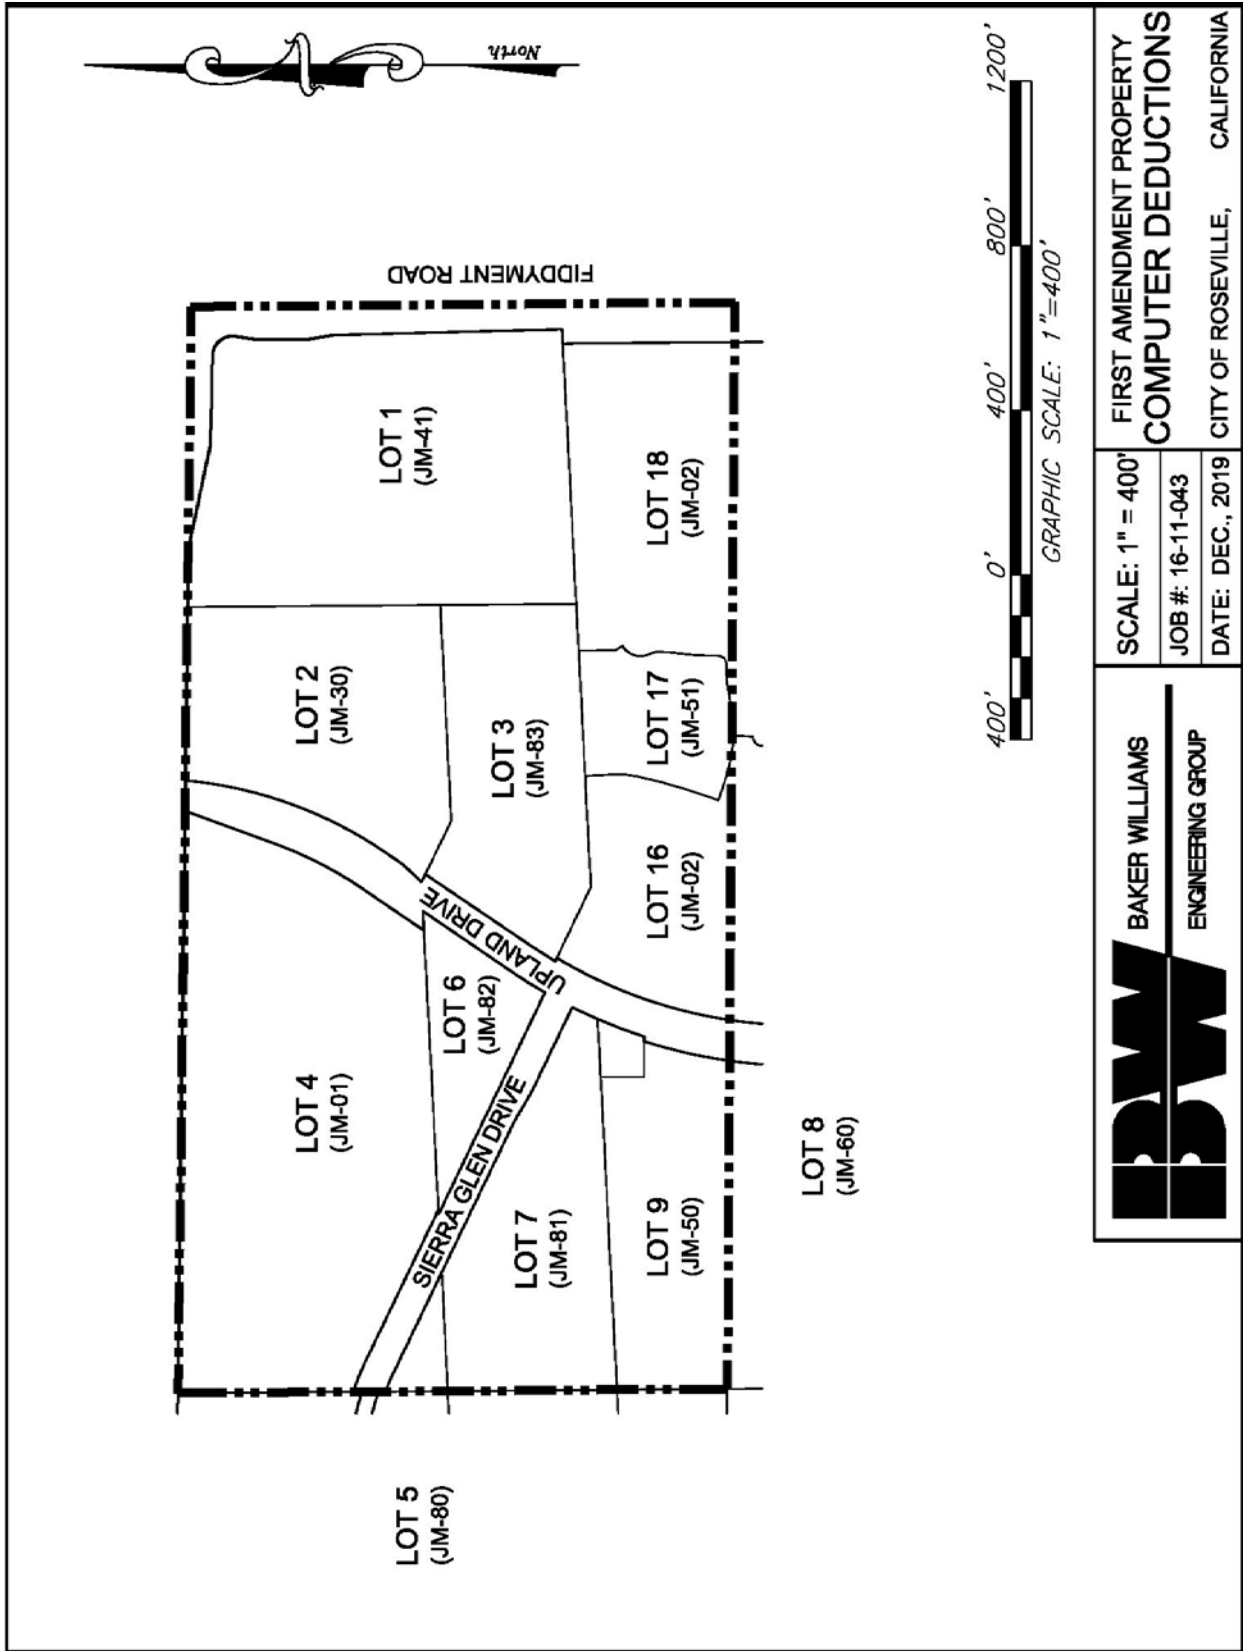 North
FIDDYMENT ROAD
LOT 1
(JM-41)
LOT 2
(JM-30)
LOT 3
(JM-83)
LOT 4
(JM-01)
LOT 5
(JM-80)
LOT 6
(JM-82)
LOT 7
(JM-81)
LOT 8
(JM-60)
LOT 9
(JM-50)
LOT 16
(JM-02)
LOT 17
(JM-51)
LOT 18
(JM-02)
UPLAND DRIVE
SIERRA GLEN DRIVE
400' 0' 400' 800' 1200'
GRAPHIC SCALE: 1"=400'
BW
BAKER WILLIAMS
ENGINEERING GROUP
SCALE: 1" = 400'
JOB #: 16-11-043
DATE: DEC., 2019
FIRST AMENDMENT PROPERTY
COMPUTER DEDUCTIONS
CITY OF ROSEVILLE, CALIFORNIA